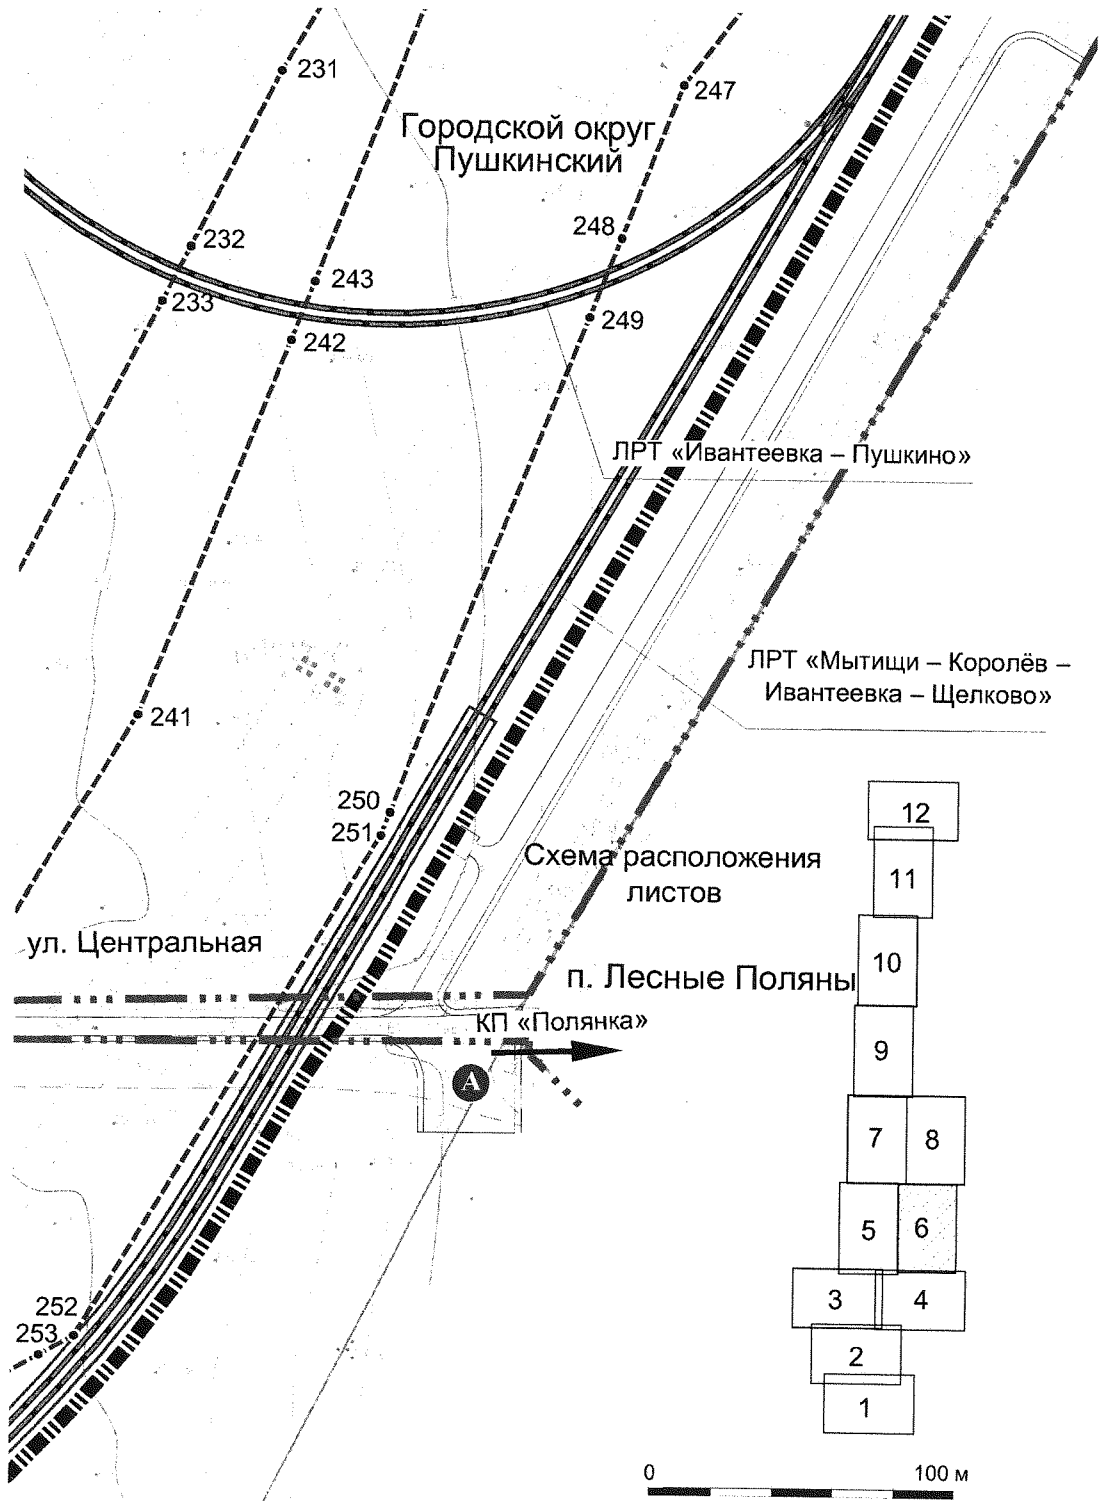 231
247
Городской округ
Пушкинский
232
248
243
233
249
242
ЛРТ «Ивантеевка – Пушкино»
ЛРТ «Мытищи – Королёв –
Ивантеевка – Щелково»
241
250
251
12
Схема расположения
листов
11
ул. Центральная
10
п. Лесные Поляны
КП «Полянка»
9
А
7
8
5
6
3
4
252
253
2
1
0
100 м